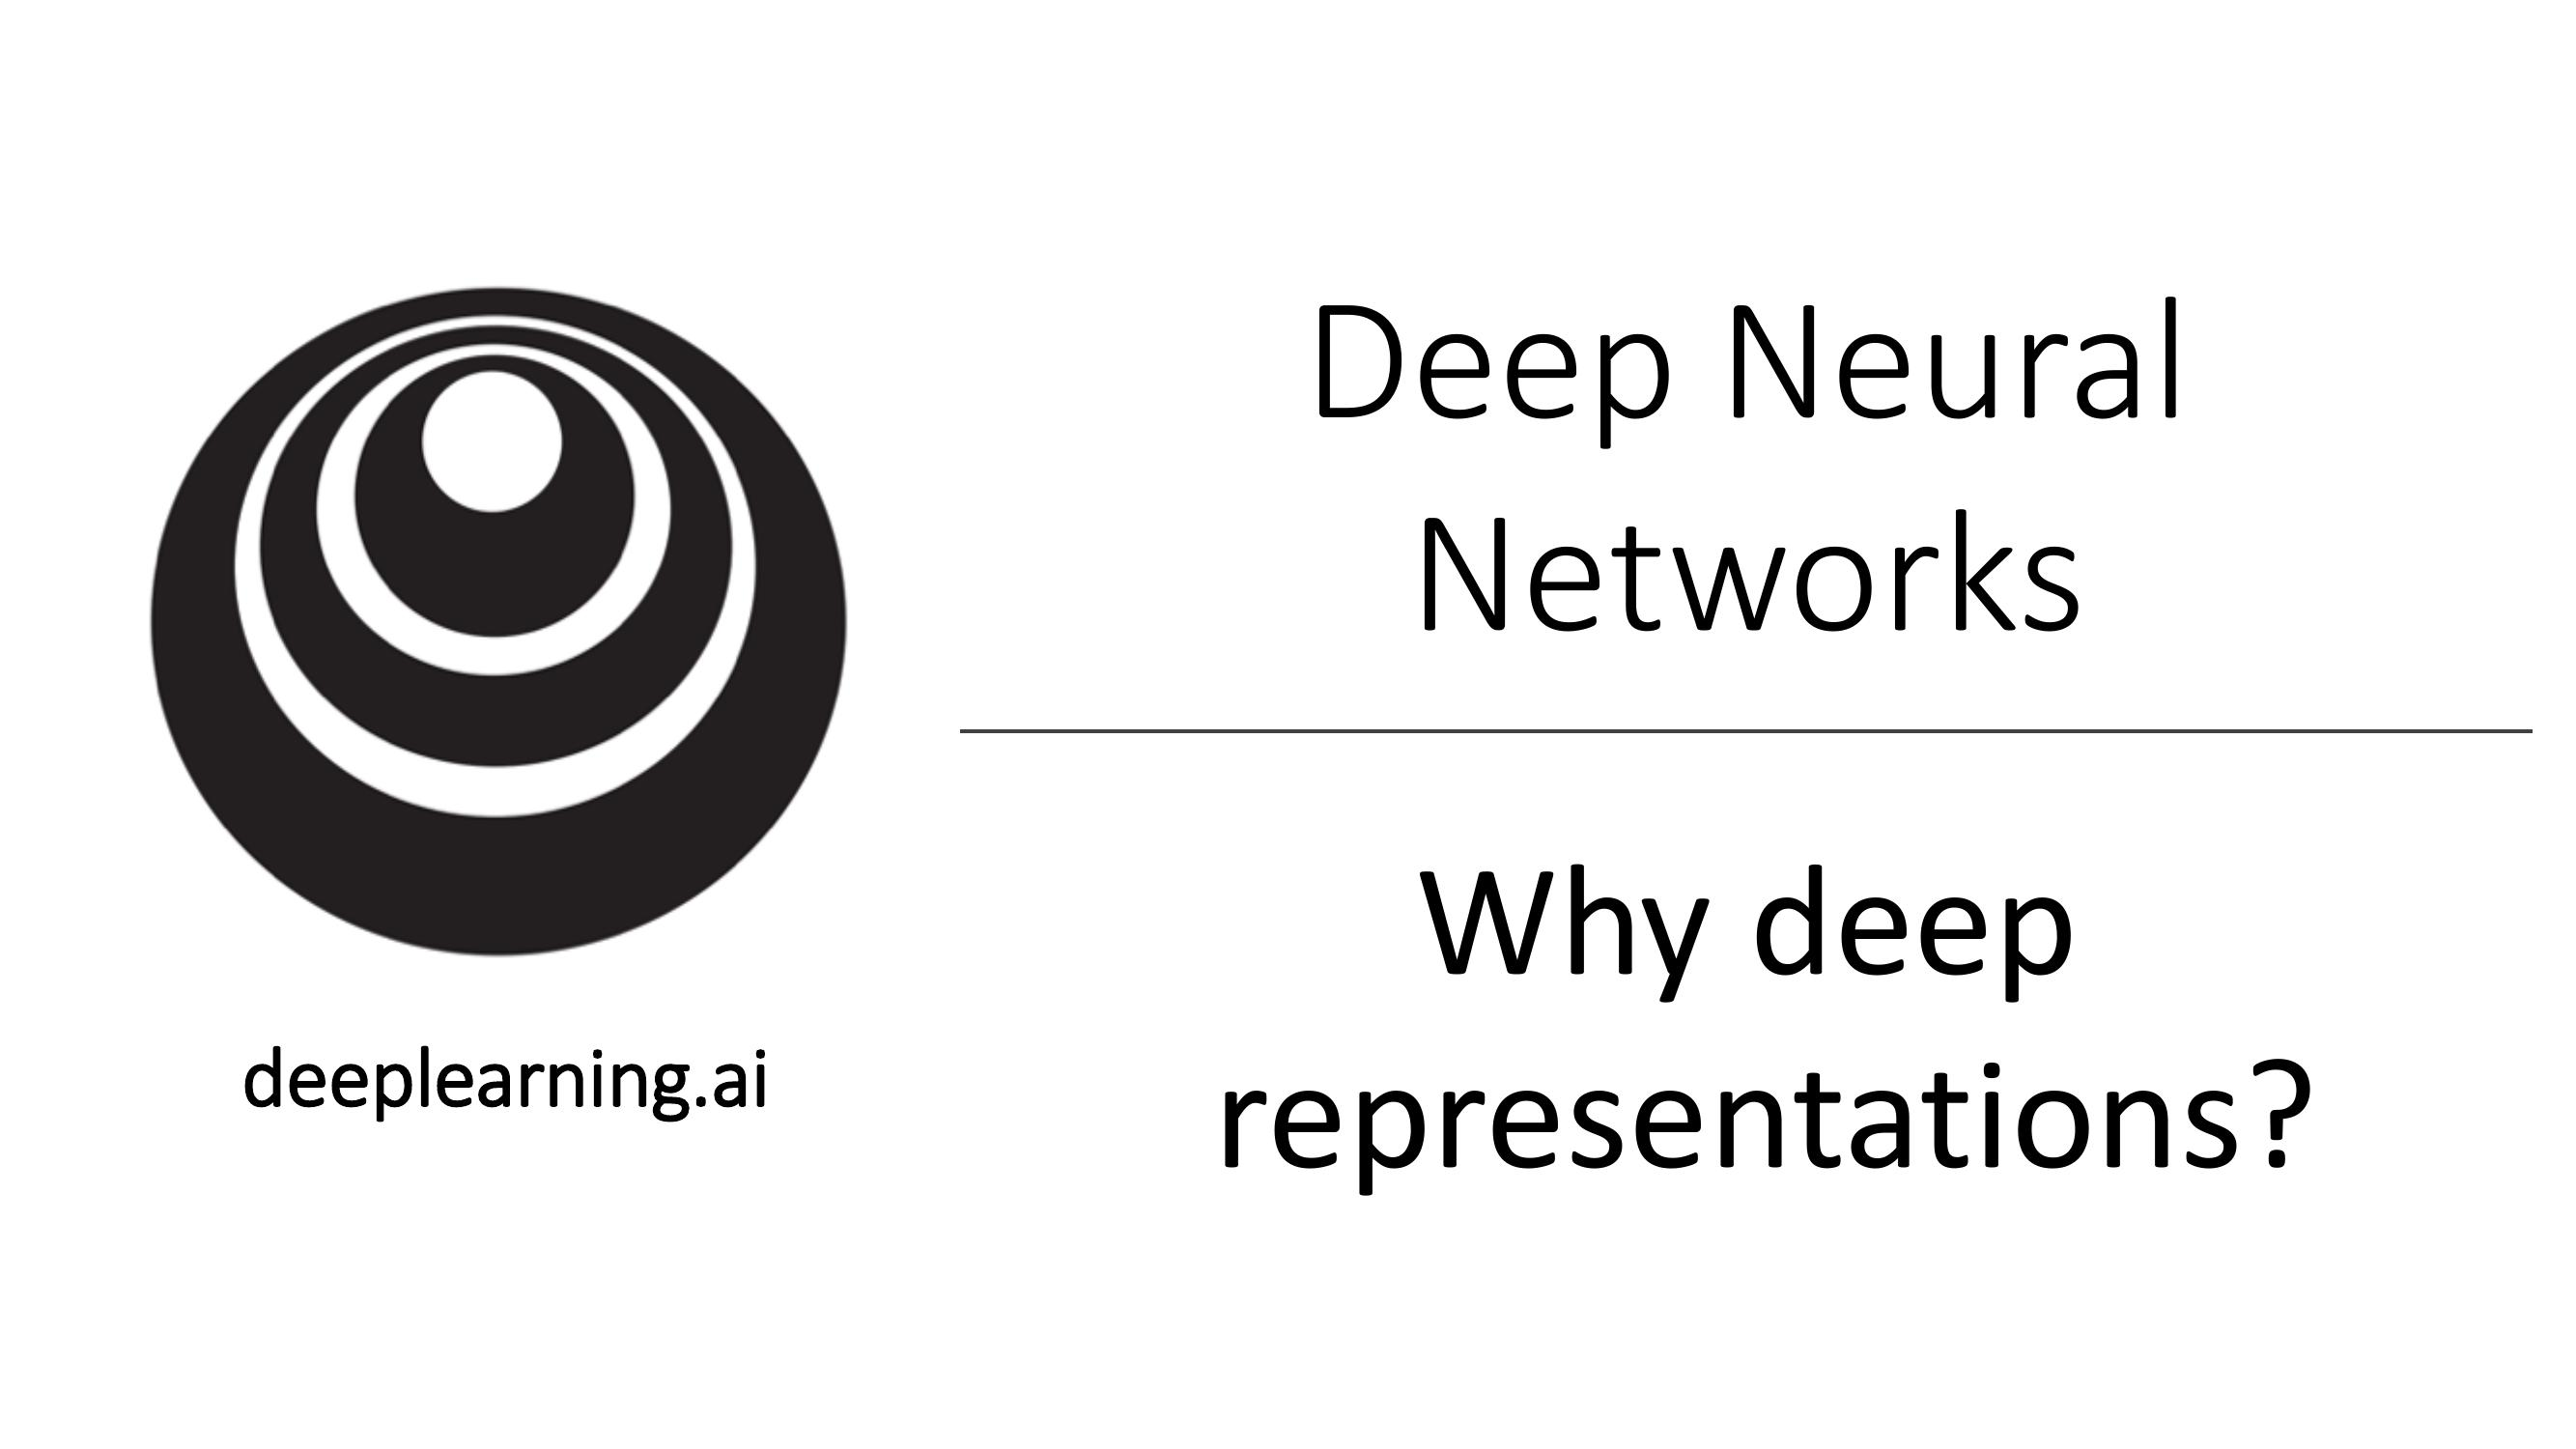 Deep Neural
Networks
Why deep
representations?
deeplearning.ai